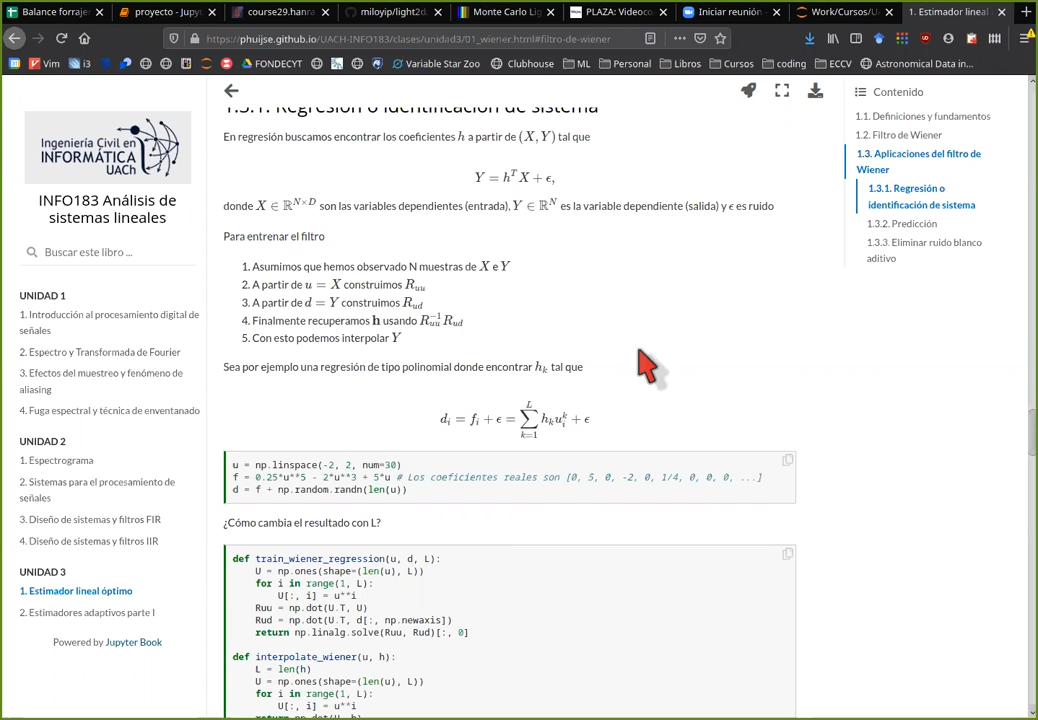 Balance forrajer
proyecto - Jupyt
course29.hanra
miloyip/light2d
Monte Carlo Lig
PLAZA: Videoco
Iniciar reunión
Work/Cursos/U
1. Estimador lineal
https://phuijse.github.io/UACH-INFO183/clases/unidad3/01_wiener.html#filtro-de-wiener
Vim
i3
FONDECYT
Variable Star Zoo
Clubhouse
ML
Personal
Libros
Cursos
coding
ECCV
Astronomical Data in...
Ingeniería Civil en
INFORMÁTICA
UACh
INFO183 Análisis de
sistemas lineales
Buscar este libro ...
UNIDAD 1
1. Introducción al procesamiento digital de
señales
2. Espectro y Transformada de Fourier
3. Efectos del muestreo y fenómeno de
aliasing
4. Fuga espectral y técnica de enventanado
UNIDAD 2
1. Espectrograma
2. Sistemas para el procesamiento de
señales
3. Diseño de sistemas y filtros FIR
4. Diseño de sistemas y filtros IIR
UNIDAD 3
1. Estimador lineal óptimo
2. Estimadores adaptivos parte I
Powered by Jupyter Book
1.3.1. Regresión o identificación de sistema
En regresión buscamos encontrar los coeficientes h a partir de (X, Y) tal que
Y = h^T X + ϵ,
donde X ∈ ℝ^{N×D} son las variables dependientes (entrada), Y ∈ ℝ^N es la variable dependiente (salida) y ϵ es ruido
Para entrenar el filtro
1. Asumimos que hemos observado N muestras de X e Y
2. A partir de u = X construimos R_{uu}
3. A partir de d = Y construimos R_{ud}
4. Finalmente recuperamos h usando R_{uu}^{-1} R_{ud}
5. Con esto podemos interpolar Y
Sea por ejemplo una regresión de tipo polinomial donde encontrar h_k tal que
d_i = f_i + ϵ = ∑_{k=1}^{L} h_k u_i^k + ϵ
u = np.linspace(-2, 2, num=30)
f = 0.25*u**5 - 2*u**3 + 5*u # Los coeficientes reales son [0, 5, 0, -2, 0, 1/4, 0, 0, 0, ...]
d = f + np.random.randn(len(u))
¿Cómo cambia el resultado con L?
def train_wiener_regression(u, d, L):
U = np.ones(shape=(len(u), L))
for i in range(1, L):
U[:, i] = u**i
Ruu = np.dot(U.T, U)
Rud = np.dot(U.T, d[:, np.newaxis])
return np.linalg.solve(Ruu, Rud)[:, 0]
def interpolate_wiener(u, h):
L = len(h)
U = np.ones(shape=(len(u), L))
for i in range(1, L):
U[:, i] = u**i
return np.dot(U, h)
Contenido
1.1. Definiciones y fundamentos
1.2. Filtro de Wiener
1.3. Aplicaciones del filtro de
Wiener
1.3.1. Regresión o
identificación de sistema
1.3.2. Predicción
1.3.3. Eliminar ruido blanco
aditivo